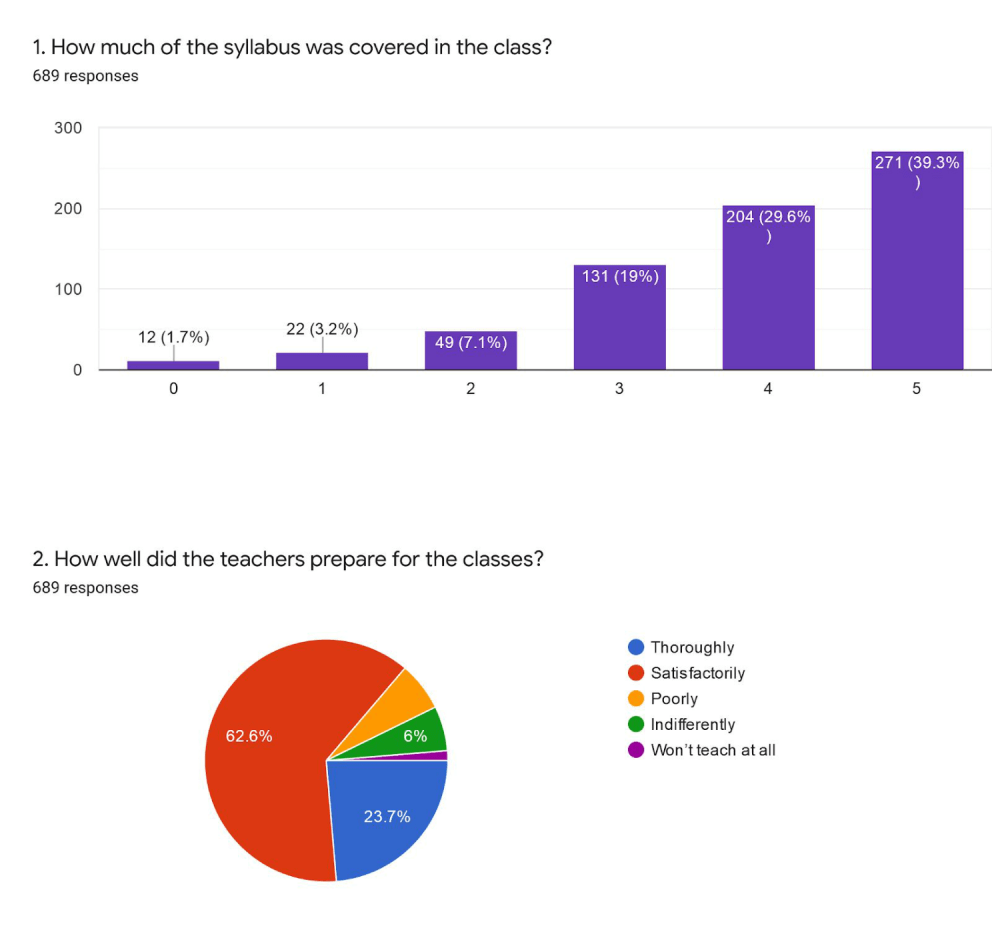 1. How much of the syllabus was covered in the class?
689 responses
300
200
100
0
12 (1.7%)
22 (3.2%)
49 (7.1%)
131 (19%)
204 (29.6%
)
271 (39.3%
)
0 1 2 3 4 5
2. How well did the teachers prepare for the classes?
689 responses
62.6%
6%
23.7%
Thoroughly
Satisfactorily
Poorly
Indifferently
Won't teach at all